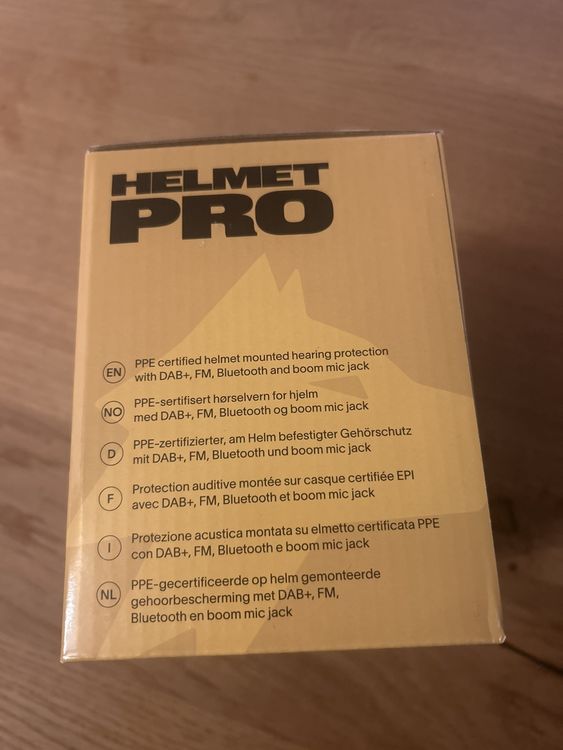 HELMET
PRO
EN
PPE certified helmet mounted hearing protection
with DAB+, FM, Bluetooth and boom mic jack
NO
PPE-sertifisert hørselvern for hjelm
med DAB+, FM, Bluetooth og boom mic jack
D
PPE-zertifizierter, am Helm befestigter Gehörschutz
mit DAB+, FM, Bluetooth und boom mic jack
F
Protection auditive montée sur casque certifiée EPI
avec DAB+, FM, Bluetooth et boom mic jack
I
Protezione acustica montata su elmetto certificata PPE
con DAB+, FM, Bluetooth e boom mic jack
NL
PPE-gecertificeerde op helm gemonteerde
gehoorbescherming met DAB+, FM,
Bluetooth en boom mic jack